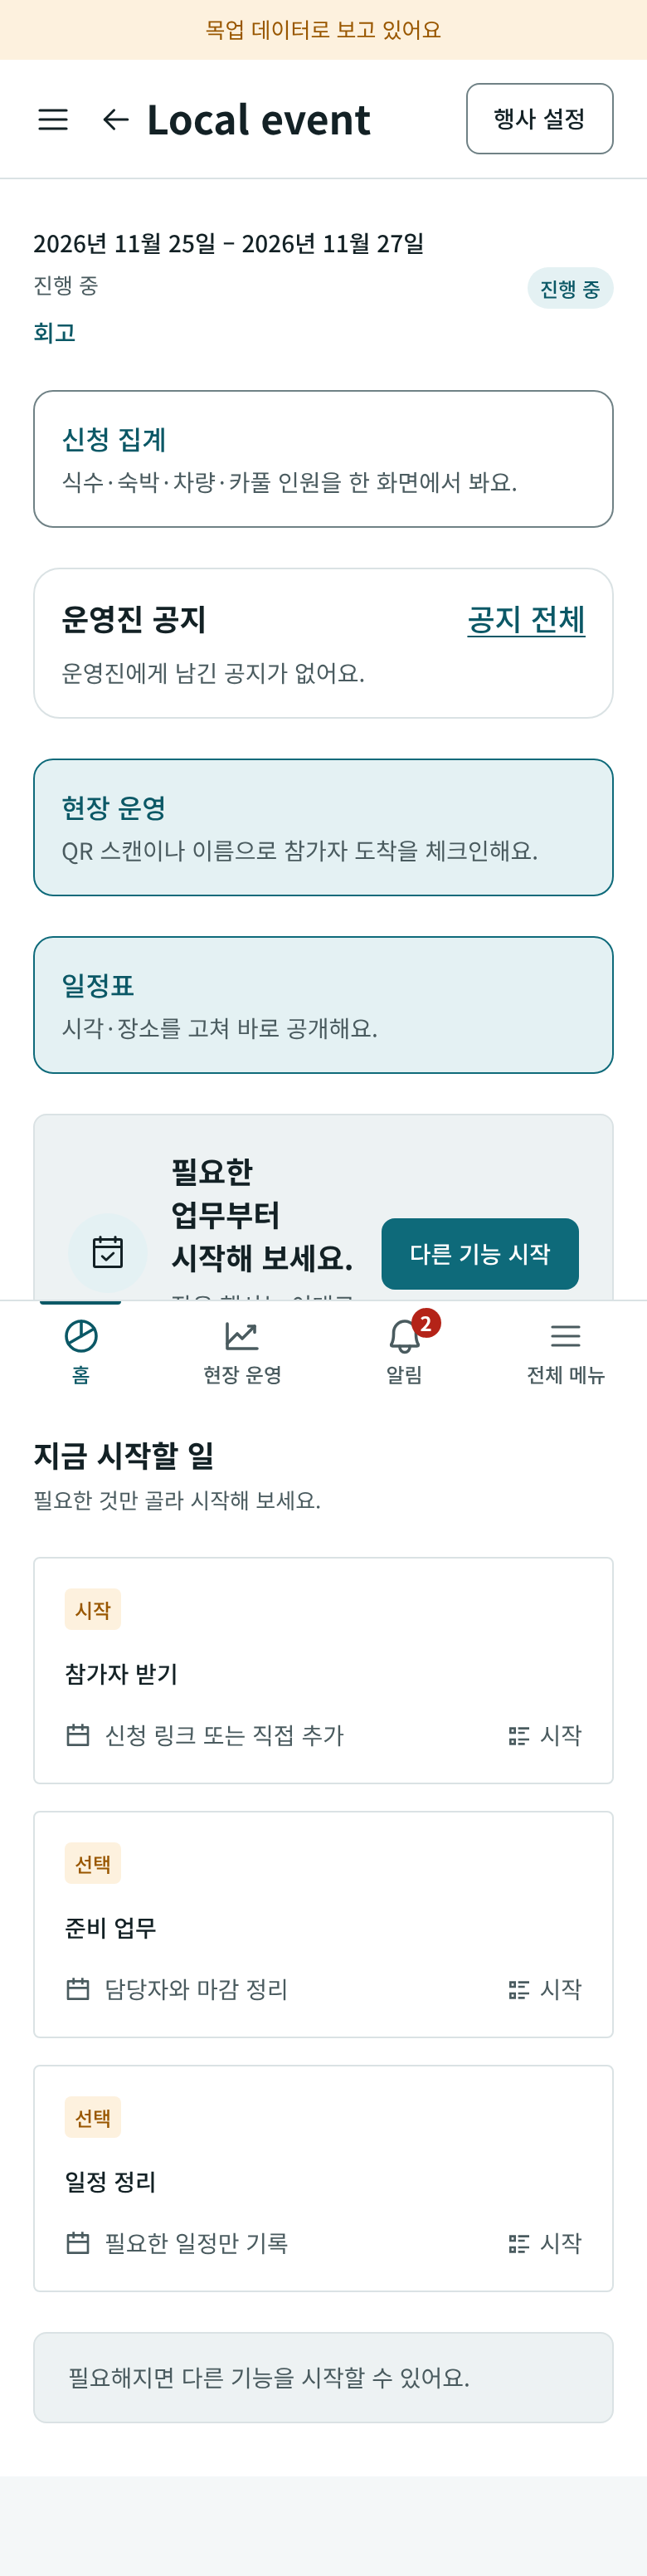 목업 데이터로 보고 있어요
Local event
행사 설정
2026년 11월 25일 – 2026년 11월 27일
진행 중
진행 중
회고
신청 집계
식수·숙박·차량·카풀 인원을 한 화면에서 봐요.
운영진 공지
공지 전체
운영진에게 남긴 공지가 없어요.
현장 운영
QR 스캔이나 이름으로 참가자 도착을 체크인해요.
일정표
시각·장소를 고쳐 바로 공개해요.
필요한
업무부터
시작해 보세요.
다른 기능 시작
홈
현장 운영
2
알림
전체 메뉴
지금 시작할 일
필요한 것만 골라 시작해 보세요.
시작
참가자 받기
신청 링크 또는 직접 추가
시작
선택
준비 업무
담당자와 마감 정리
시작
선택
일정 정리
필요한 일정만 기록
시작
필요해지면 다른 기능을 시작할 수 있어요.